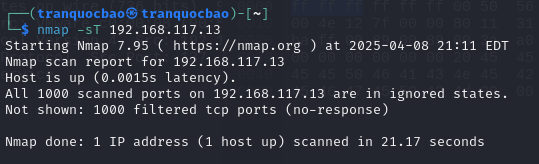 ┌──(tranquocbao㉿tranquocbao)-[~]
└─$ nmap -sT 192.168.117.13
Starting Nmap 7.95 ( https://nmap.org ) at 2025-04-08 21:11 EDT
Nmap scan report for 192.168.117.13
Host is up (0.0015s latency).
All 1000 scanned ports on 192.168.117.13 are in ignored states.
Not shown: 1000 filtered tcp ports (no-response)
Nmap done: 1 IP address (1 host up) scanned in 21.17 seconds